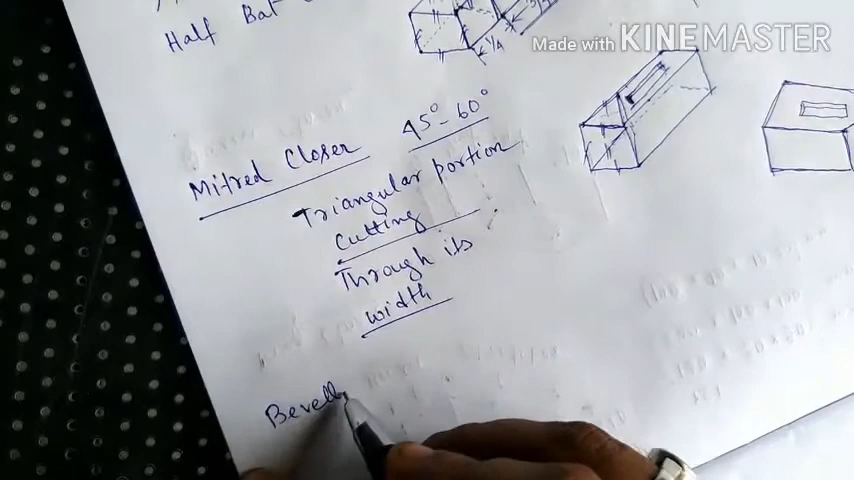 Half Bat
1/4
Made with KINEMASTER
Mitred Closer 45° - 60°
Triangular portion
cutting
Through its
width
Bevell